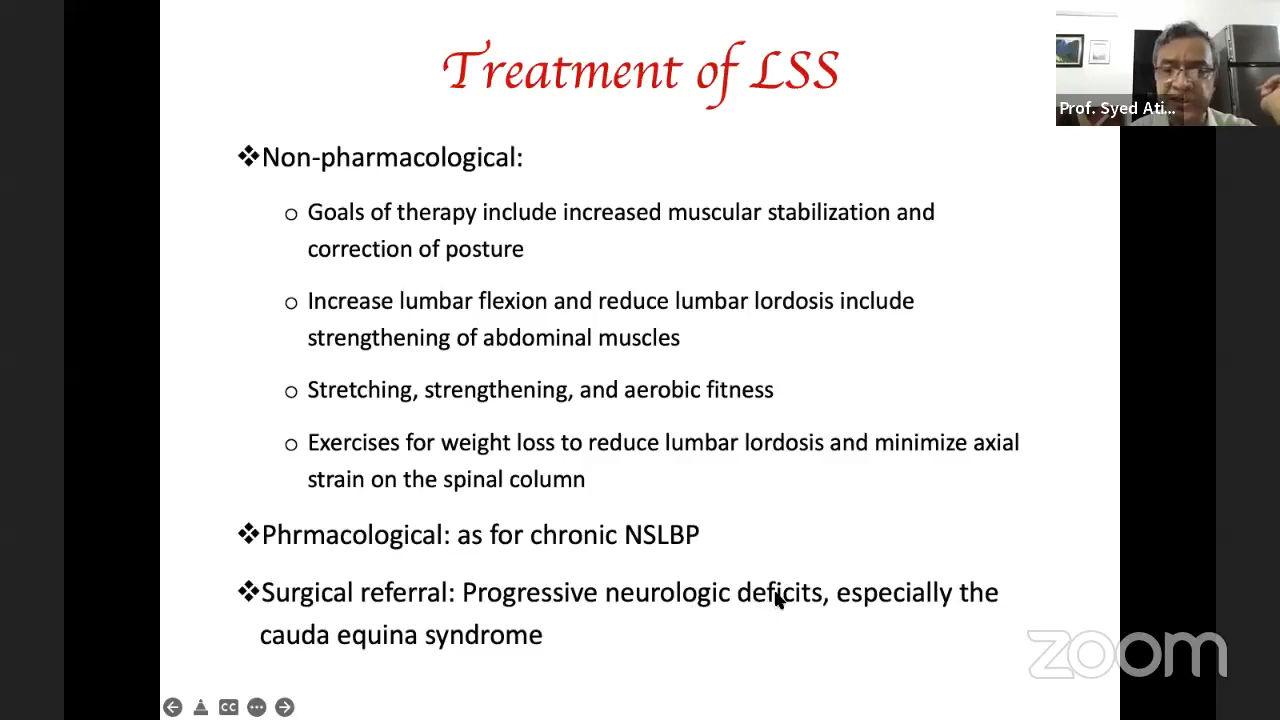 Treatment of LSS
Prof. Syed Ati...
❖Non-pharmacological:
o Goals of therapy include increased muscular stabilization and
correction of posture
o Increase lumbar flexion and reduce lumbar lordosis include
strengthening of abdominal muscles
o Stretching, strengthening, and aerobic fitness
o Exercises for weight loss to reduce lumbar lordosis and minimize axial
strain on the spinal column
❖Phrmacological: as for chronic NSLBP
❖Surgical referral: Progressive neurologic deficits, especially the
cauda equina syndrome
zoom
CC